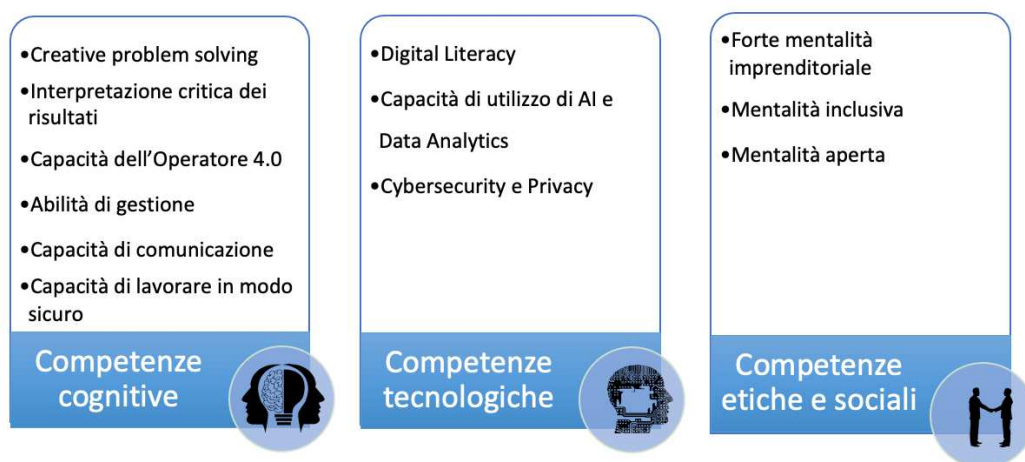 •Creative problem solving
•Interpretazione critica dei
risultati
•Capacità dell'Operatore 4.0
•Abilità di gestione
•Capacità di comunicazione
•Capacità di lavorare in modo
sicuro
Competenze
cognitive
•Digital Literacy
•Capacità di utilizzo di AI e
Data Analytics
•Cybersecurity e Privacy
Competenze
tecnologiche
•Forte mentalità
imprenditoriale
•Mentalità inclusiva
•Mentalità aperta
Competenze
etiche e sociali